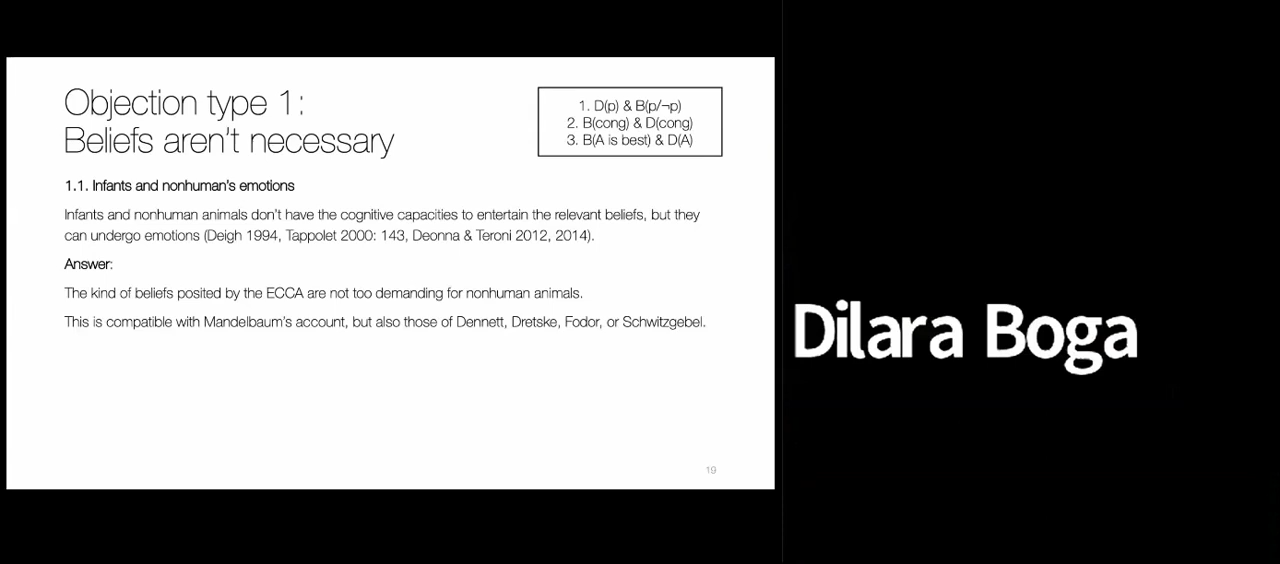 Objection type 1:
Beliefs aren't necessary
1. D(p) & B(p/¬p)
2. B(cong) & D(cong)
3. B(A is best) & D(A)
1.1. Infants and nonhuman's emotions
Infants and nonhuman animals don't have the cognitive capacities to entertain the relevant beliefs, but they
can undergo emotions (Deigh 1994, Tappolet 2000: 143, Deonna & Teroni 2012, 2014).
Answer:
The kind of beliefs posited by the ECCA are not too demanding for nonhuman animals.
This is compatible with Mandelbaum's account, but also those of Dennett, Dretske, Fodor, or Schwitzgebel.
19
Dilara Boga